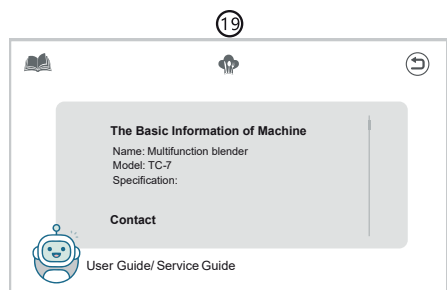 19
The Basic Information of Machine
Name: Multifunction blender
Model: TC-7
Specification:
Contact
User Guide/ Service Guide